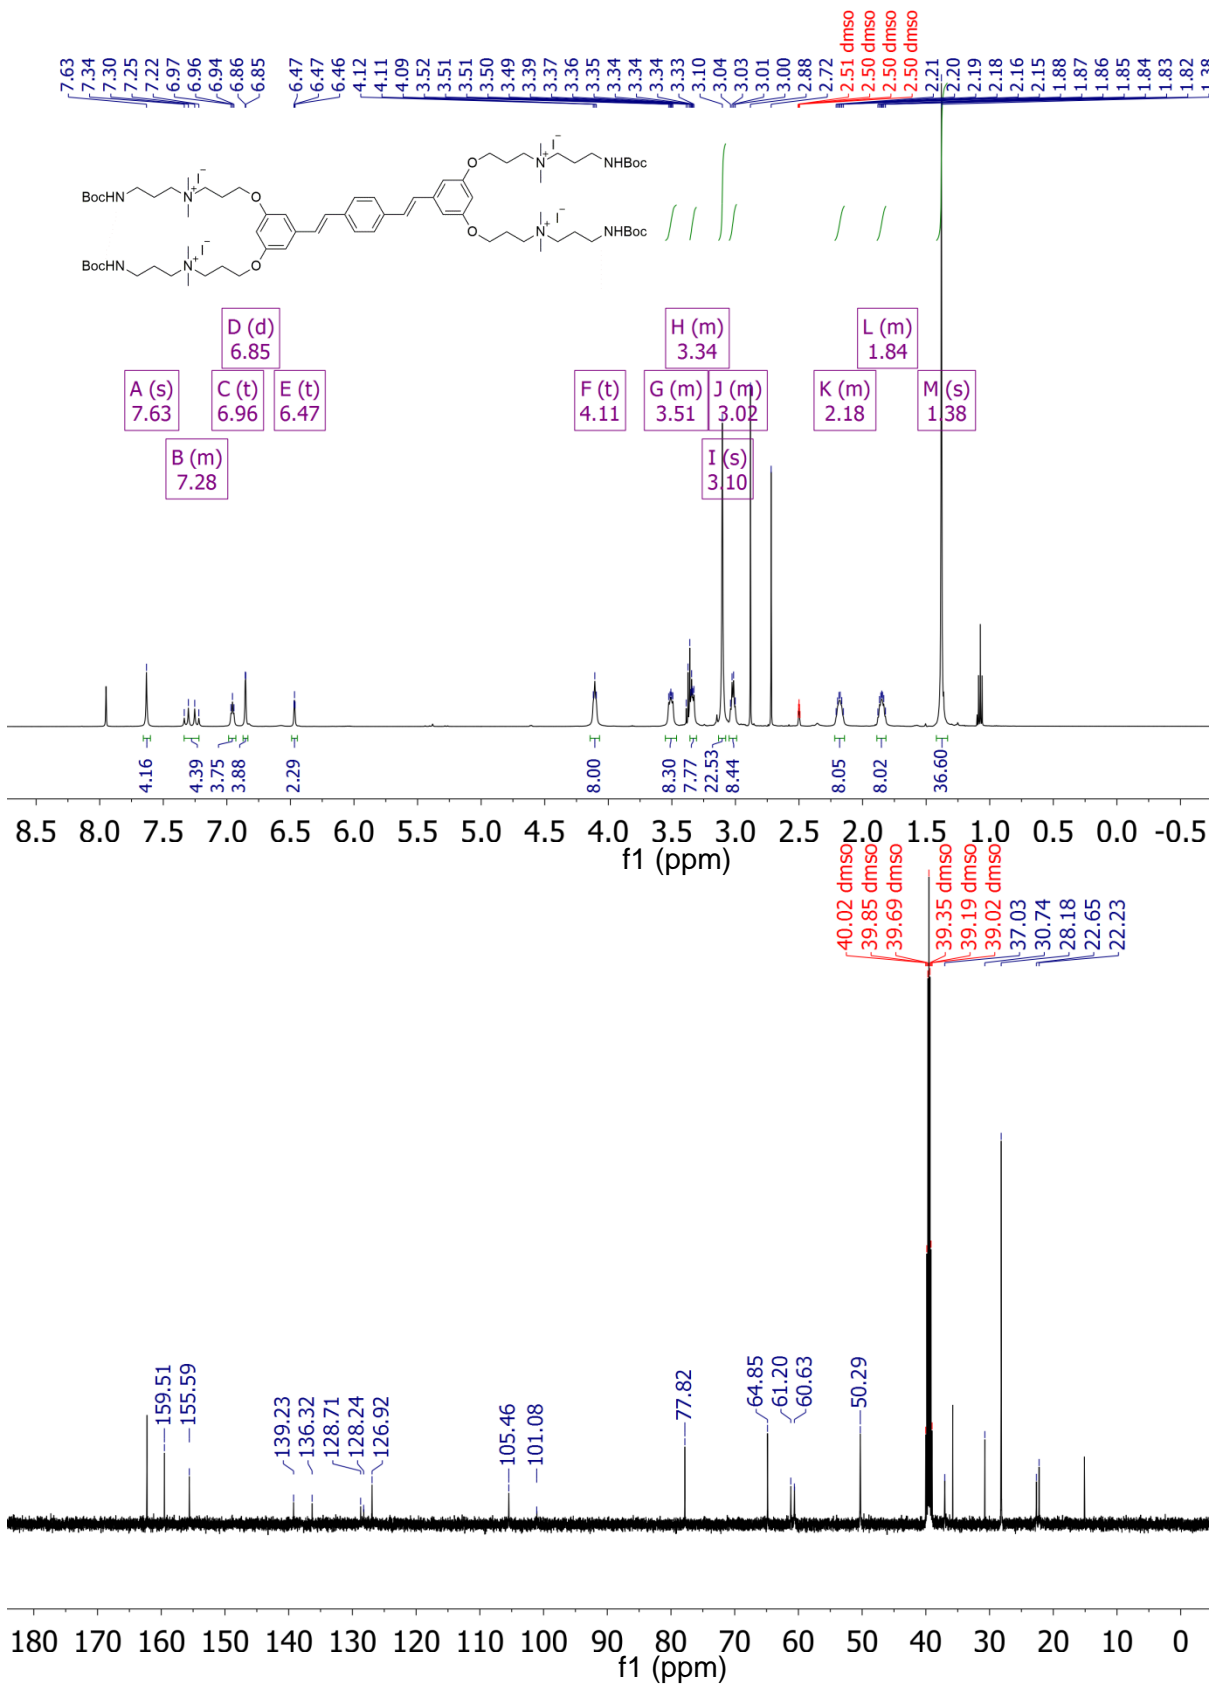 7.63 7.34 7.30 7.25 7.22 6.97 6.96 6.94 6.86 6.85 6.47 6.47 6.46 4.12 4.11 4.09 3.52 3.51 3.51 3.50 3.49 3.39 3.37 3.36 3.35 3.34 3.34 3.34 3.33 3.10 3.04 3.03 3.01 3.00 2.88 2.72 2.51 dmso 2.50 dmso 2.50 dmso 2.50 dmso 2.50 dmso 2.21 2.20 2.19 2.18 2.16 2.15 1.88 1.87 1.86 1.85 1.84 1.83 1.82 1.38
I⁻ I⁻
O N⁺ NHBoc
BocHN N⁺ O
I⁻ I⁻
O N⁺ NHBoc
BocHN N⁺ O
D (d) H (m) L (m)
6.85 3.34 1.84
A (s) C (t) E (t) F (t) G (m) J (m) K (m) M (s)
7.63 6.96 6.47 4.11 3.51 3.02 2.18 1.38
B (m) I (s)
7.28 3.10
4.16 4.39 3.75 3.88 2.29 8.00 8.30 7.77 22.53 8.44 8.05 8.02 36.60
8.5 8.0 7.5 7.0 6.5 6.0 5.5 5.0 4.5 4.0 3.5 3.0 2.5 2.0 1.5 1.0 0.5 0.0 -0.5
f1 (ppm)
40.02 dmso 39.85 dmso 39.69 dmso 39.35 dmso 39.19 dmso 39.02 dmso 37.03 30.74 28.18 22.65 22.23
159.51 155.59 139.23 136.32 128.71 128.24 126.92 105.46 101.08 77.82 64.85 61.20 60.63 50.29
180 170 160 150 140 130 120 110 100 90 80 70 60 50 40 30 20 10 0
f1 (ppm)